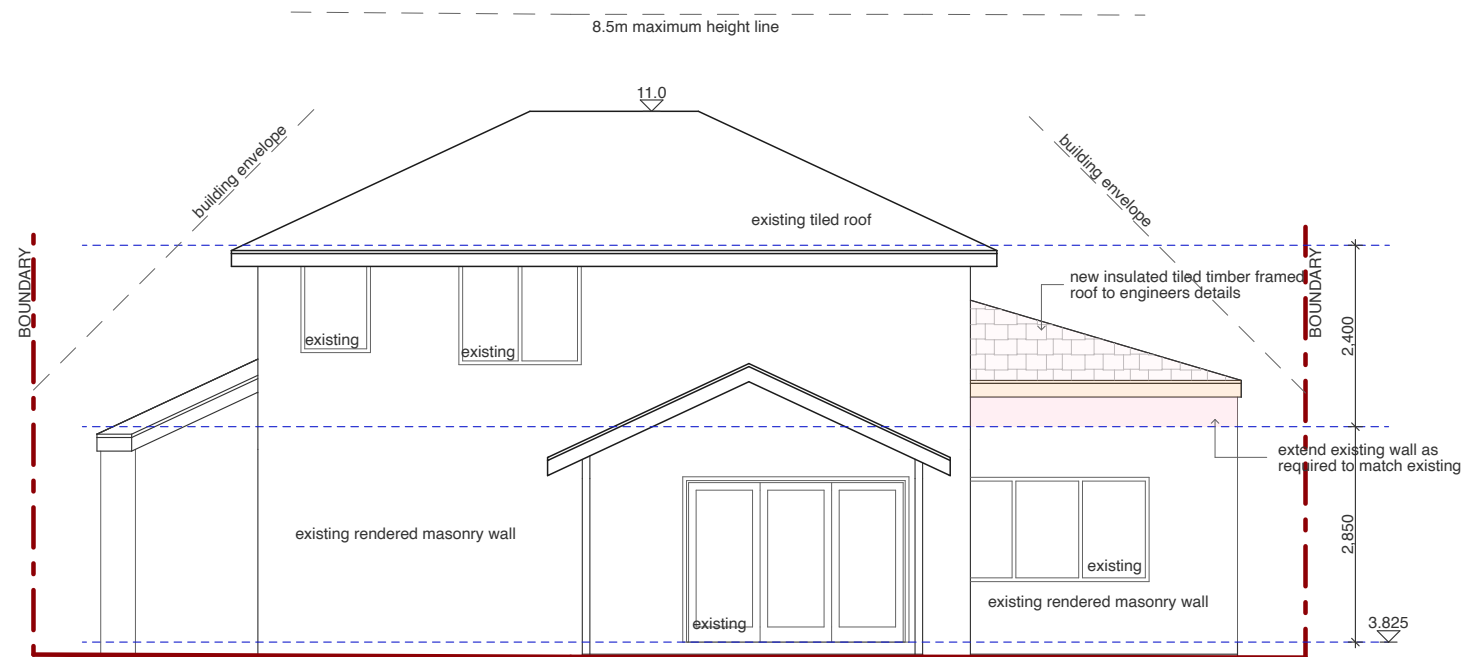 8.5m maximum height line
11.0
building envelope
building envelope
existing tiled roof
BOUNDARY
BOUNDARY
new insulated tiled timber framed
roof to engineers details
existing
existing
2,400
extend existing wall as
required to match existing
existing rendered masonry wall
2,850
existing
existing rendered masonry wall
existing
3.825